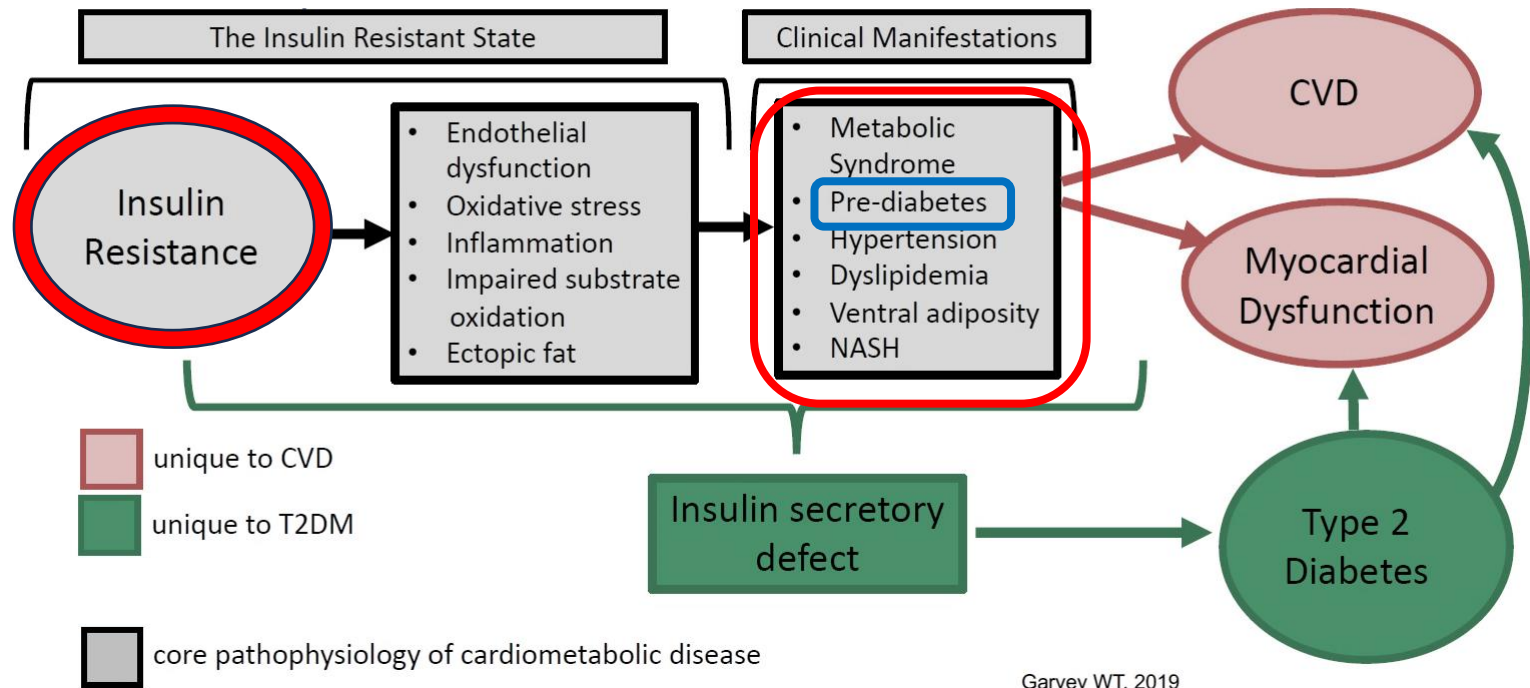 The Insulin Resistant State
Clinical Manifestations
Insulin
Resistance
• Endothelial
dysfunction
• Oxidative stress
• Inflammation
• Impaired substrate
oxidation
• Ectopic fat
• Metabolic
Syndrome
• Pre-diabetes
• Hypertension
• Dyslipidemia
• Ventral adiposity
• NASH
CVD
Myocardial
Dysfunction
unique to CVD
unique to T2DM
Insulin secretory
defect
Type 2
Diabetes
core pathophysiology of cardiometabolic disease
Garvey WT, 2019